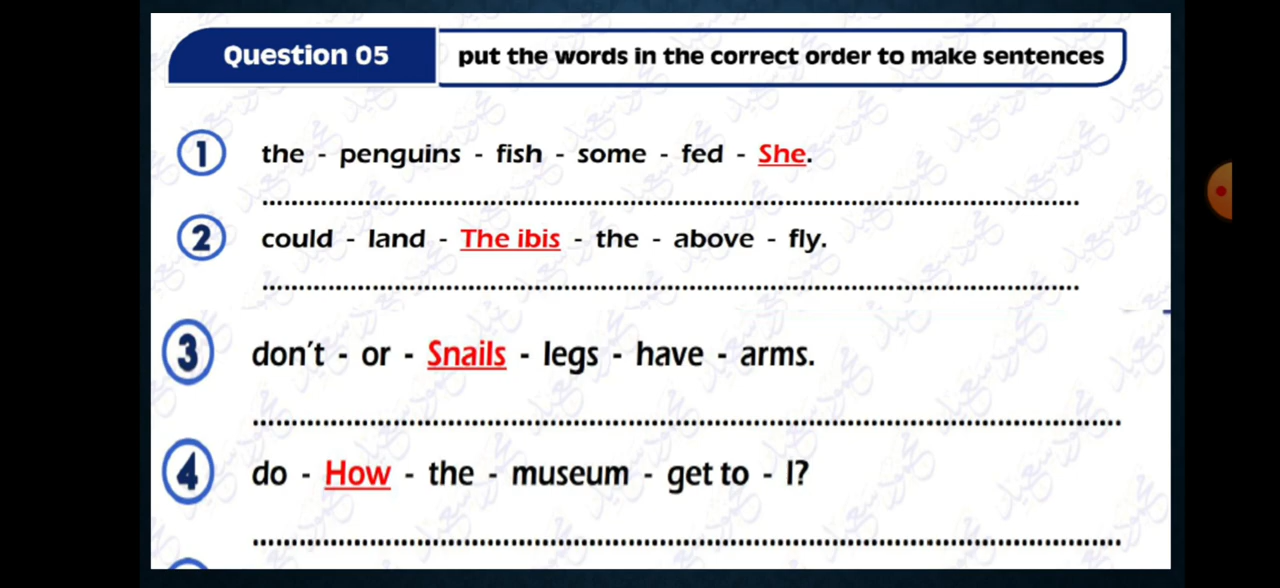 Question 05
put the words in the correct order to make sentences
1 the - penguins - fish - some - fed - She.
2 could - land - The ibis - the - above - fly.
3 don't - or - Snails - legs - have - arms.
4 do - How - the - museum - get to - I?